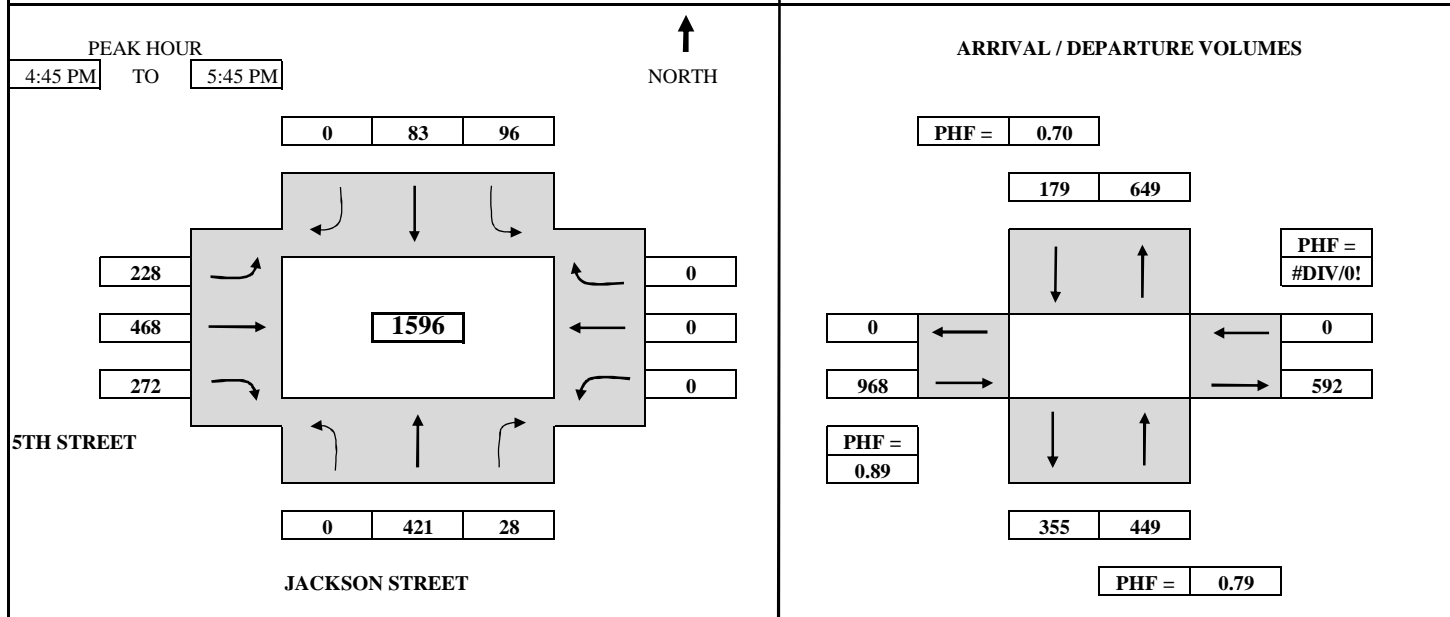 PEAK HOUR
4:45 PM TO 5:45 PM
NORTH
0 83 96
228
468
272
1596
0
0
0
5TH STREET
0 421 28
JACKSON STREET
ARRIVAL / DEPARTURE VOLUMES
PHF = 0.70
179 649
PHF =
#DIV/0!
0 0
968 592
PHF =
0.89
355 449
PHF = 0.79